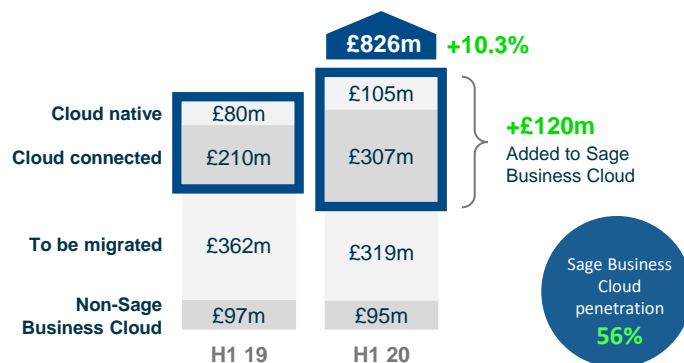 £826m +10.3%
Cloud native £80m £105m
Cloud connected £210m £307m
+£120m
Added to Sage
Business Cloud
To be migrated £362m £319m
Non-Sage
Business Cloud £97m £95m
H1 19 H1 20
Sage Business
Cloud
penetration
56%